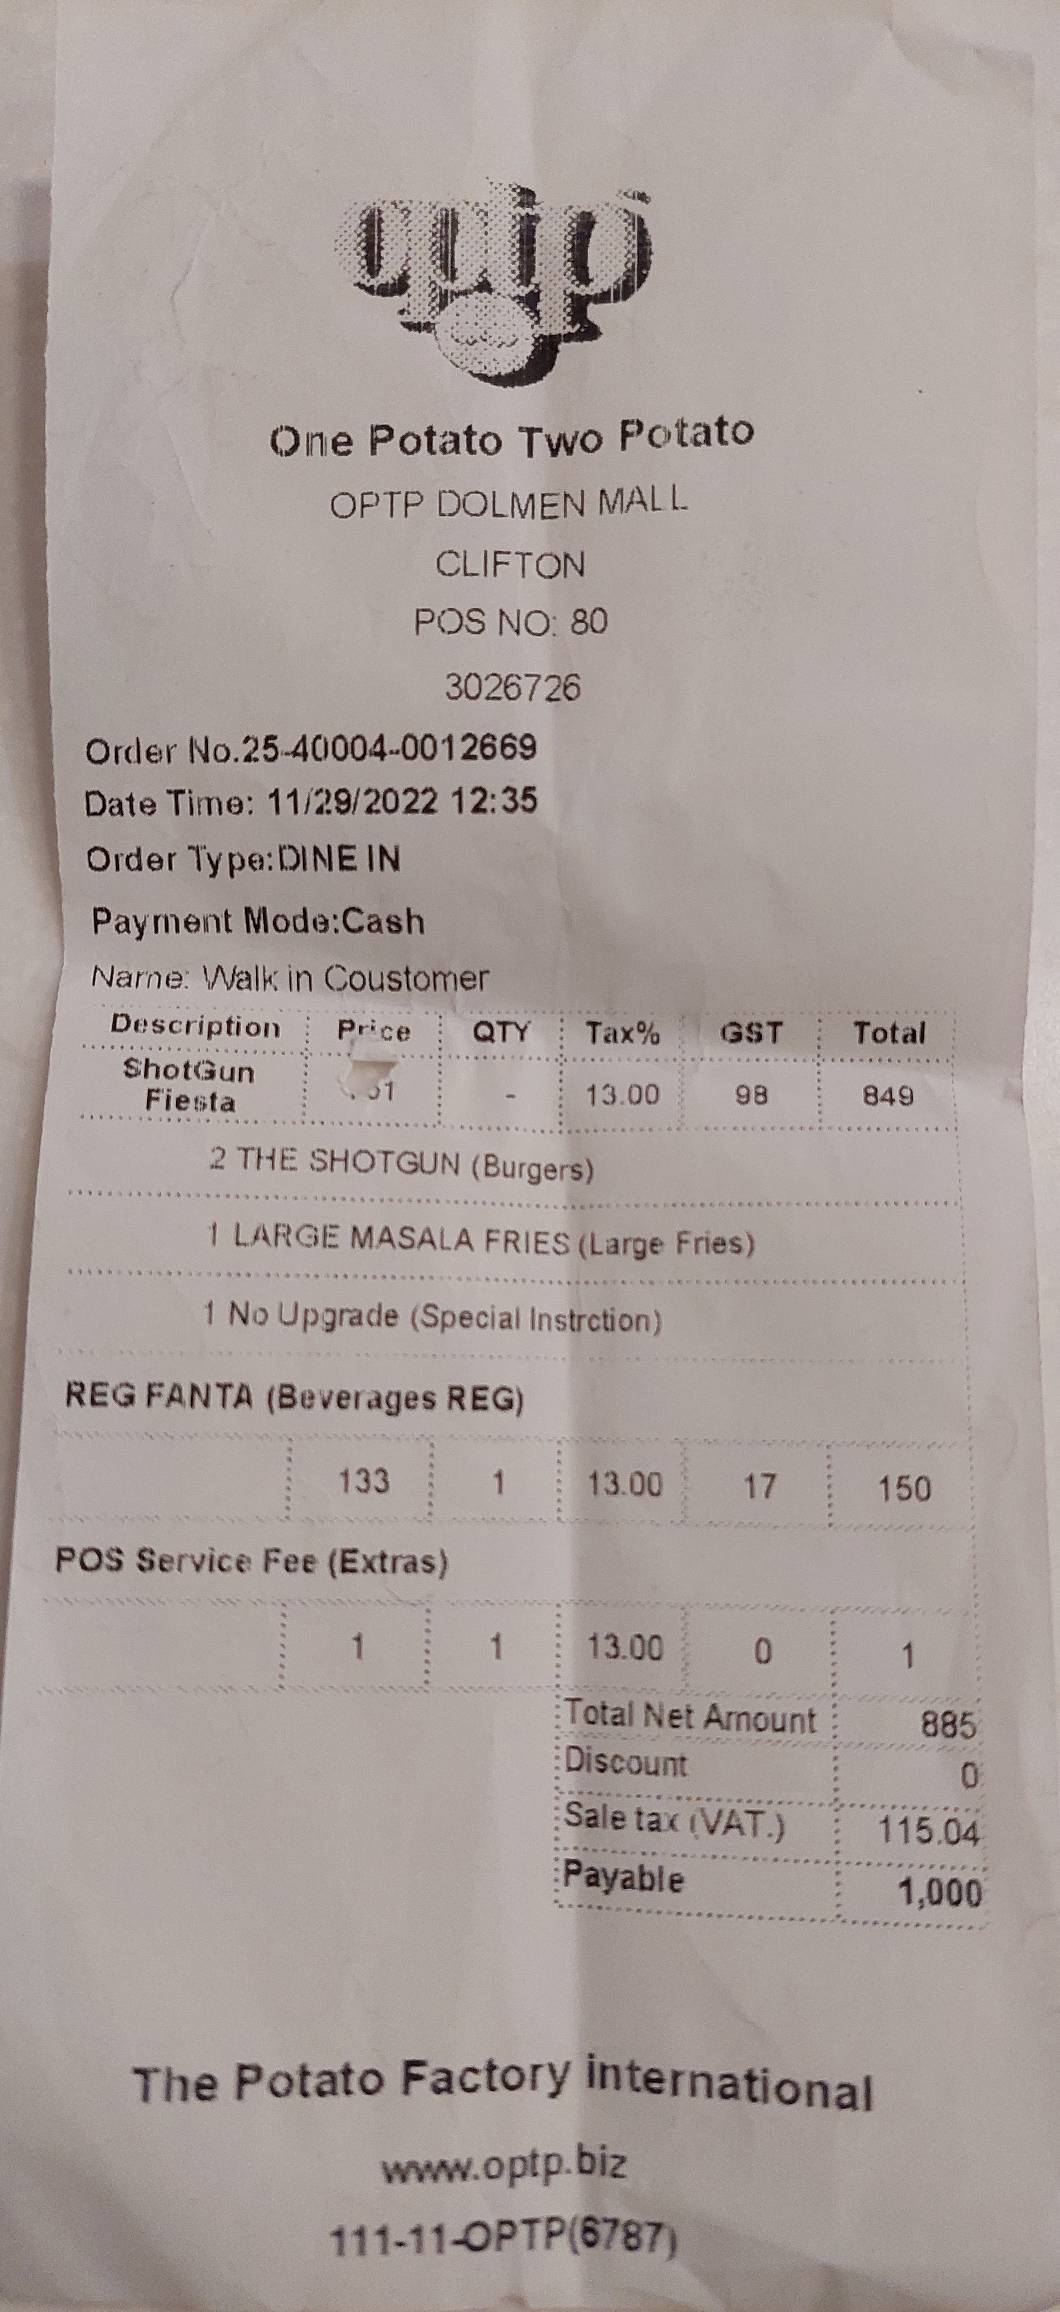 optp
One Potato Two Potato
OPTP DOLMEN MALL
CLIFTON
POS NO: 80
3026726
Order No.25-40004-0012669
Date Time: 11/29/2022 12:35
Order Type:DINE IN
Payment Mode:Cash
Name: Walk in Coustomer
Description Price QTY Tax% GST Total
ShotGun
Fiesta - 13.00 98 849
2 THE SHOTGUN (Burgers)
1 LARGE MASALA FRIES (Large Fries)
1 No Upgrade (Special Instrction)
REG FANTA (Beverages REG)
133 1 13.00 17 150
POS Service Fee (Extras)
1 1 13.00 0 1
Total Net Amount 885
Discount 0
Sale tax (VAT.) 115.04
Payable 1,000
The Potato Factory international
www.optp.biz
111-11-OPTP(6787)